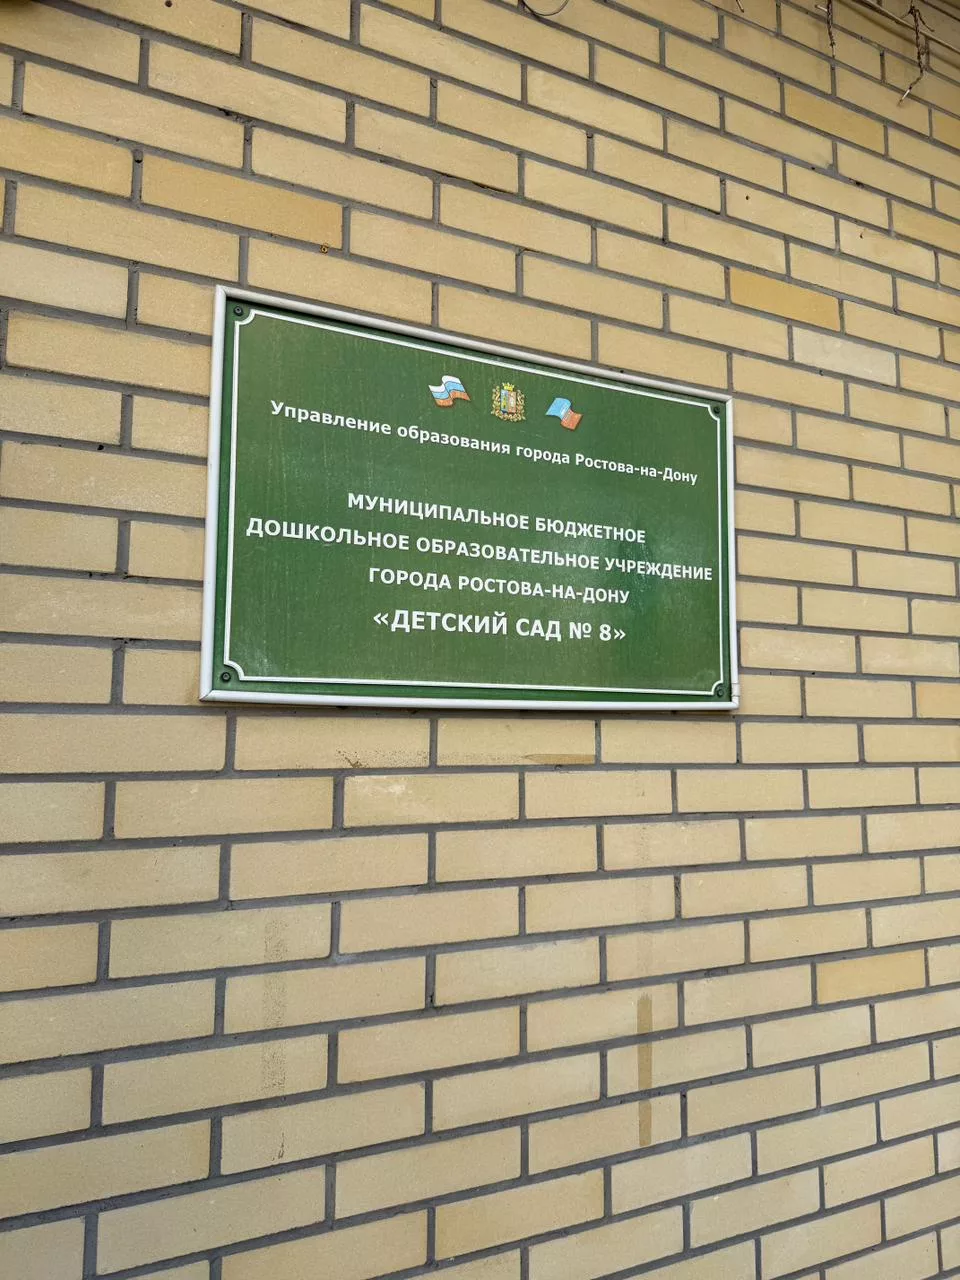 Управление образования города Ростова-на-Дону
МУНИЦИПАЛЬНОЕ БЮДЖЕТНОЕ
ДОШКОЛЬНОЕ ОБРАЗОВАТЕЛЬНОЕ УЧРЕЖДЕНИЕ
ГОРОДА РОСТОВА-НА-ДОНУ
«ДЕТСКИЙ САД № 8»